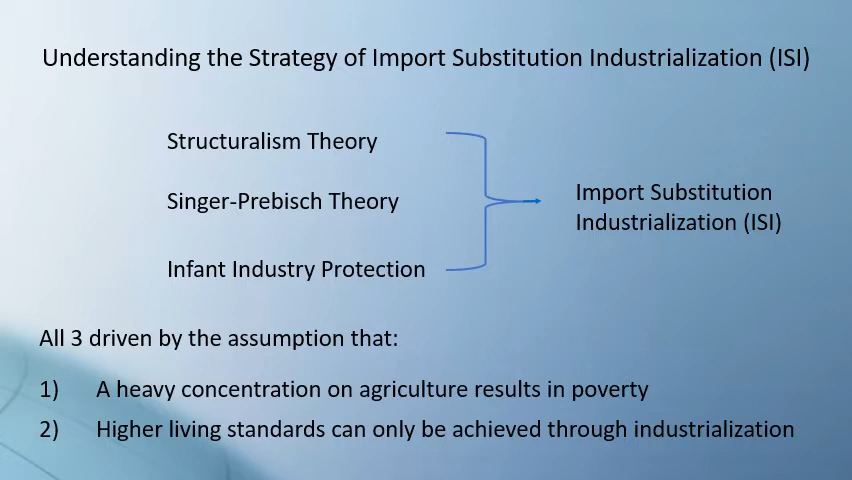 Understanding the Strategy of Import Substitution Industrialization (ISI)
Structuralism Theory
Singer-Prebisch Theory
Infant Industry Protection
Import Substitution
Industrialization (ISI)
All 3 driven by the assumption that:
1) A heavy concentration on agriculture results in poverty
2) Higher living standards can only be achieved through industrialization